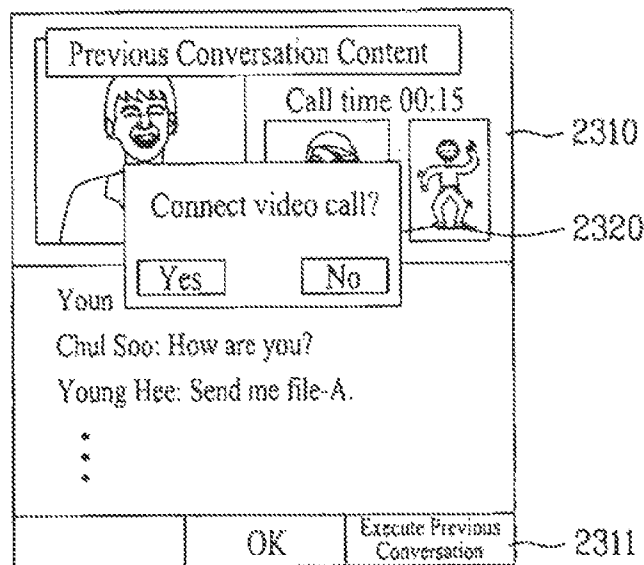 Previous Conversation Content
Call time 00:15
2310
Connect video call?
2320
Yes
No
Youn
Chul Soo: How are you?
Young Hee: Send me file-A.
OK
Execute Previous
Conversation
2311